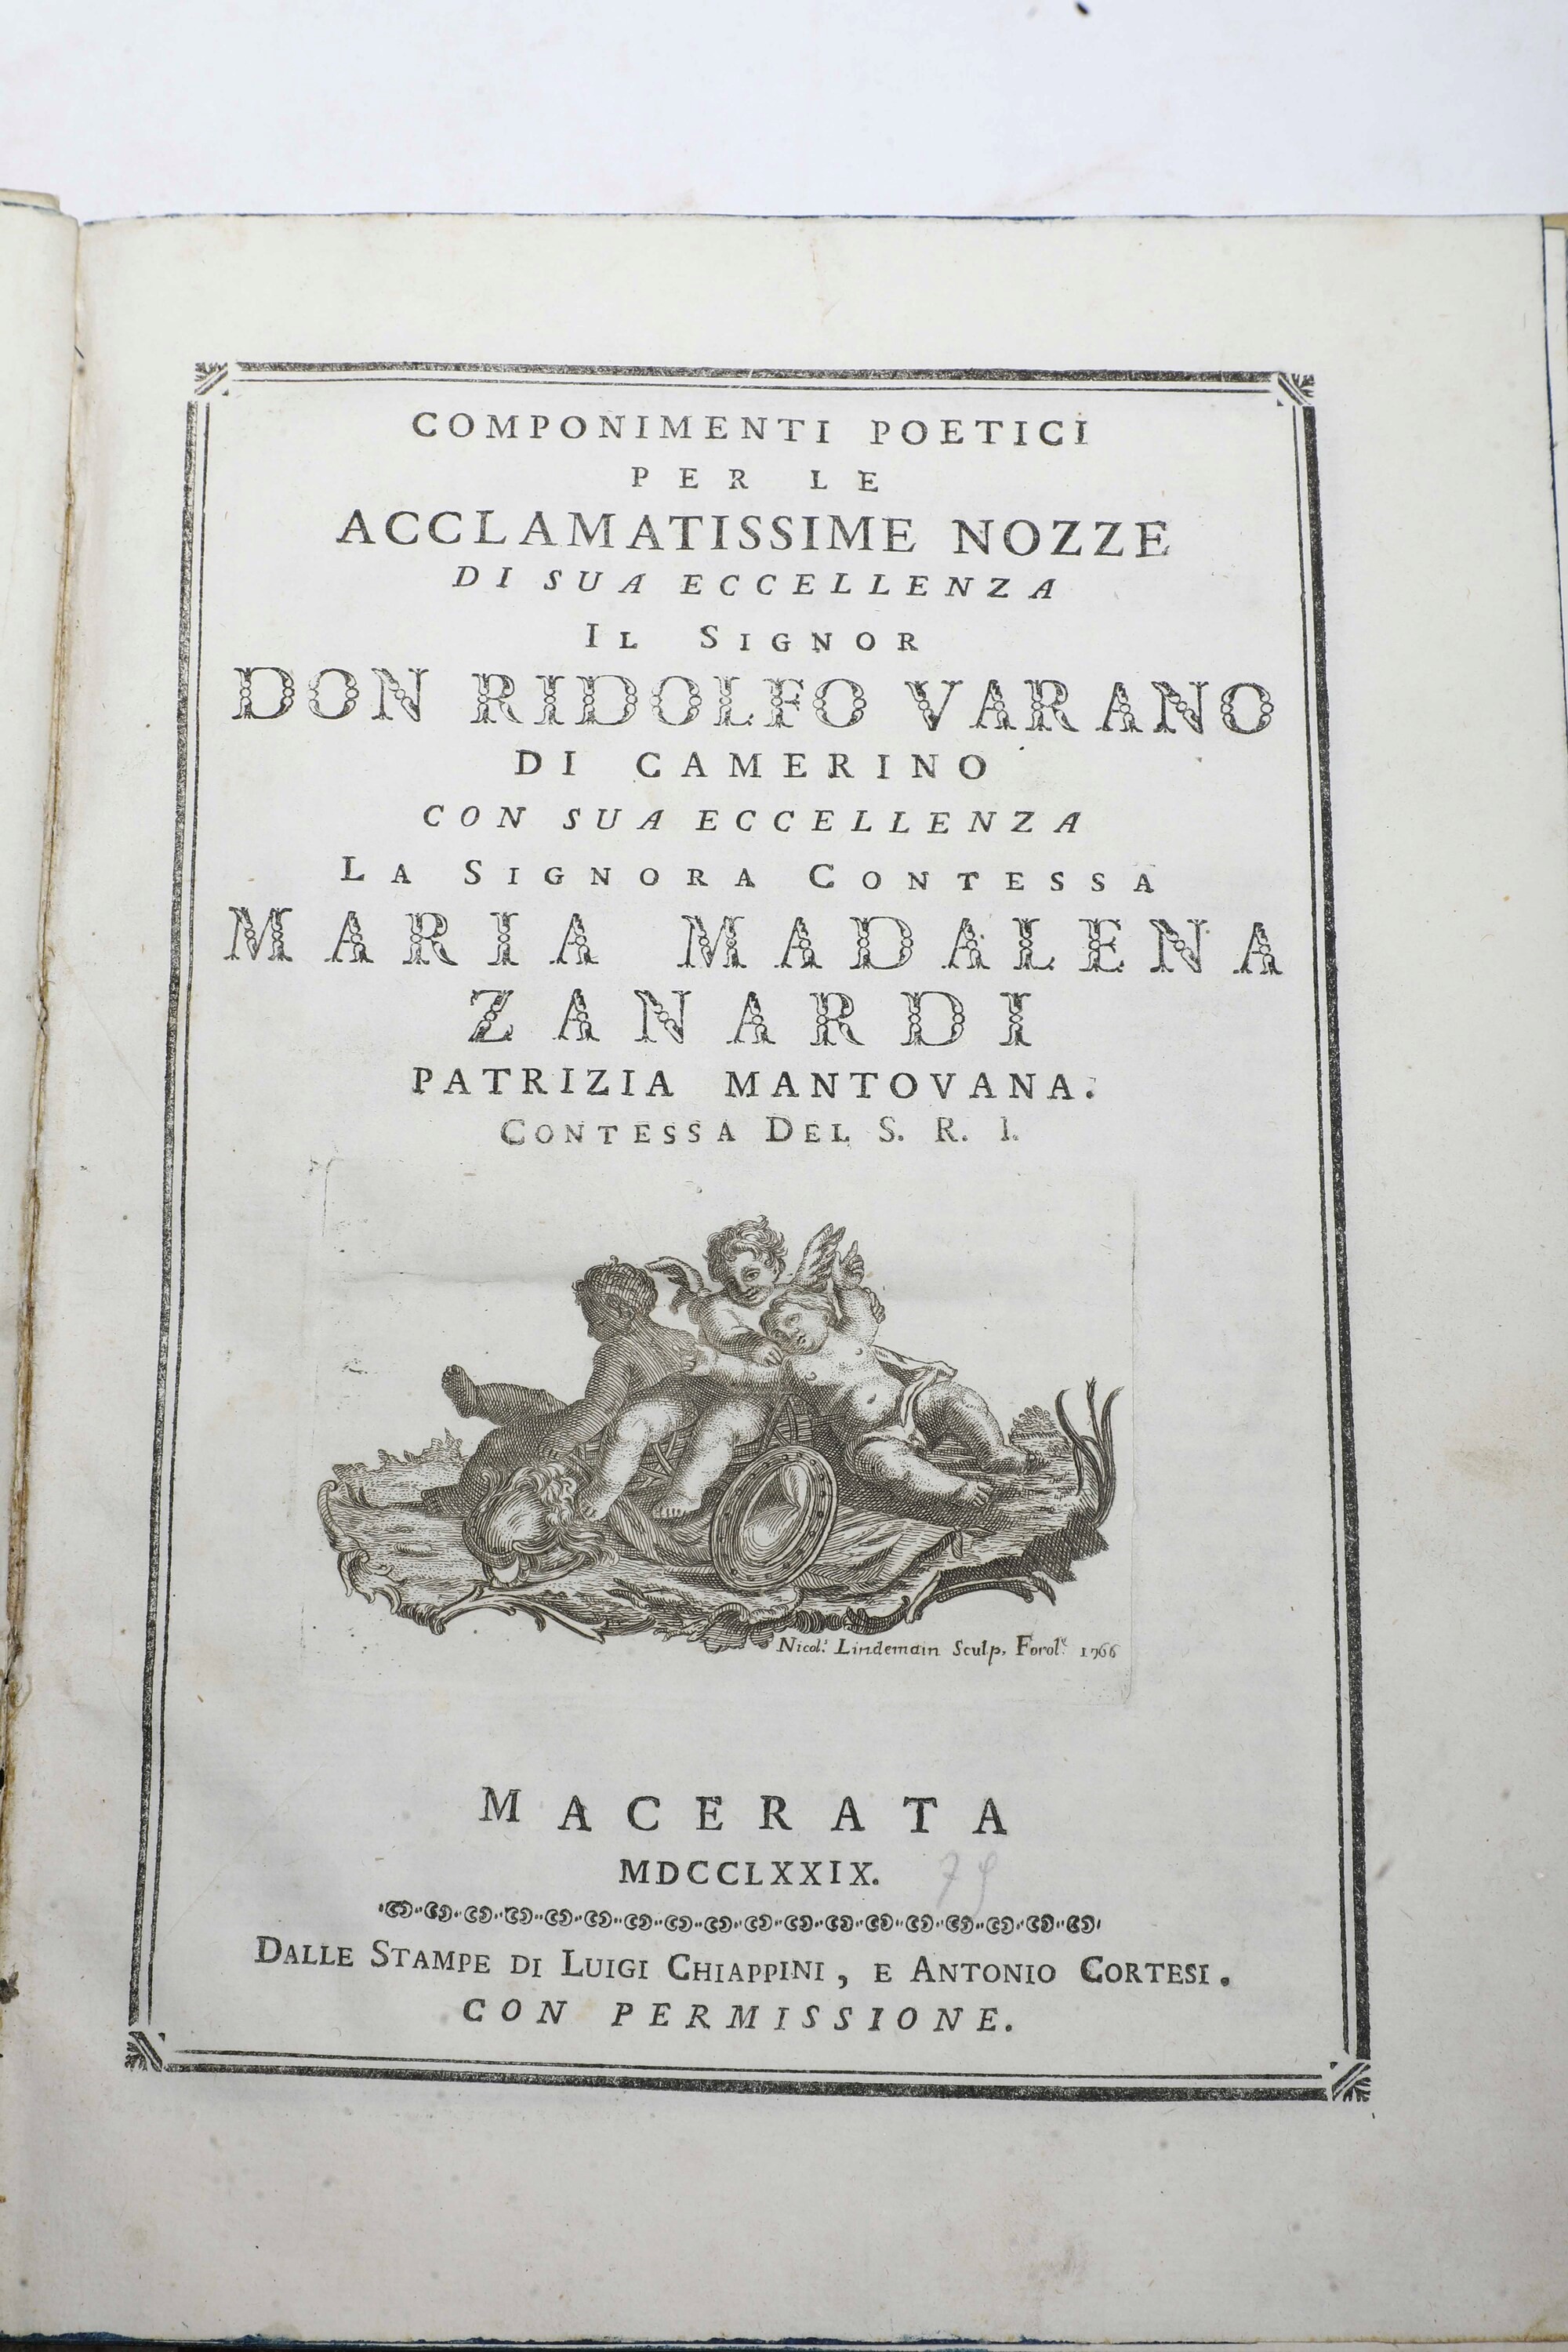 COMPONIMENTI POETICI
PER LE
ACCLAMATISSIME NOZZE
DI SUA ECCELLENZA
IL SIGNOR
DON RIDOLFO VARANO
DI CAMERINO
CON SUA ECCELLENZA
LA SIGNORA CONTESSA
MARIA MADALENA
ZANARDI
PATRIZIA MANTOVANA.
CONTESSA DEL S. R. I.
Nicol.s Lindemain Sculp. Forol.e 1766
MACERATA
MDCCLXXIX. 79
DALLE STAMPE DI LUIGI CHIAPPINI, E ANTONIO CORTESI.
CON PERMISSIONE.